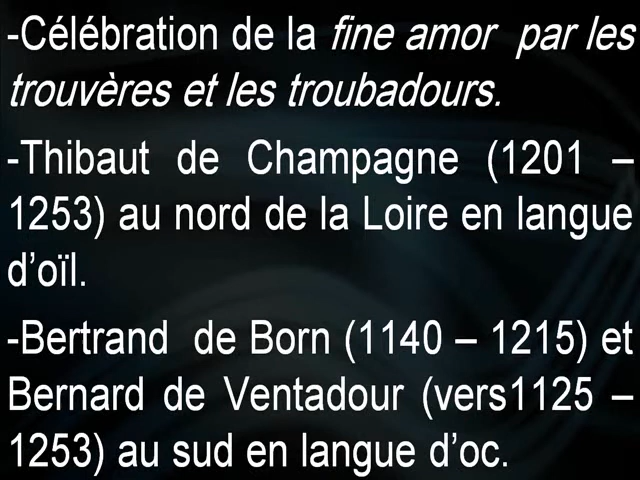 -Célébration de la fine amor  par les
trouvères et les troubadours.
-Thibaut de Champagne (1201 –
1253) au nord de la Loire en langue
d’oïl.
-Bertrand  de Born (1140 – 1215) et
Bernard de Ventadour (vers1125 –
1253) au sud en langue d’oc.